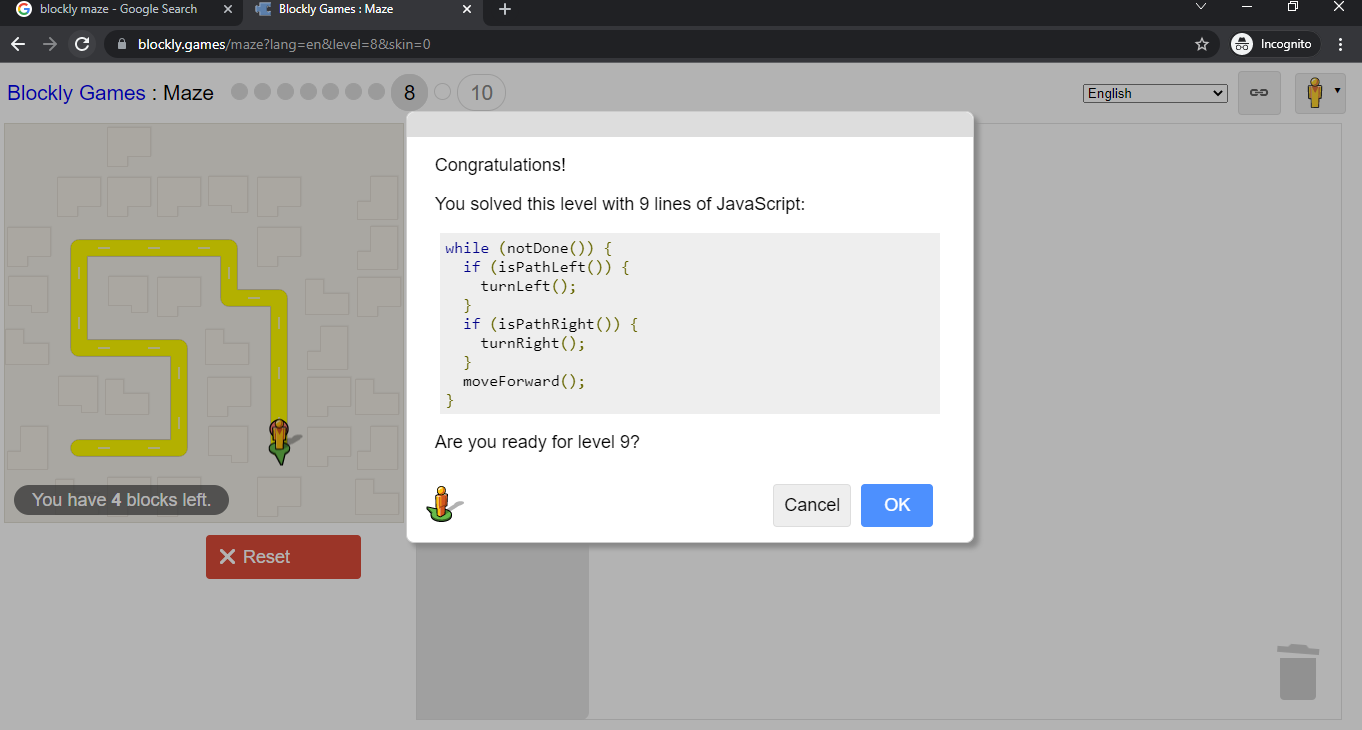 blockly maze - Google Search
Blockly Games : Maze
blockly.games/maze?lang=en&level=8&skin=0
Incognito
Blockly Games : Maze
8
10
English
Congratulations!
You solved this level with 9 lines of JavaScript:
while (notDone()) {
  if (isPathLeft()) {
    turnLeft();
  }
  if (isPathRight()) {
    turnRight();
  }
  moveForward();
}
Are you ready for level 9?
You have 4 blocks left.
Cancel
OK
Reset